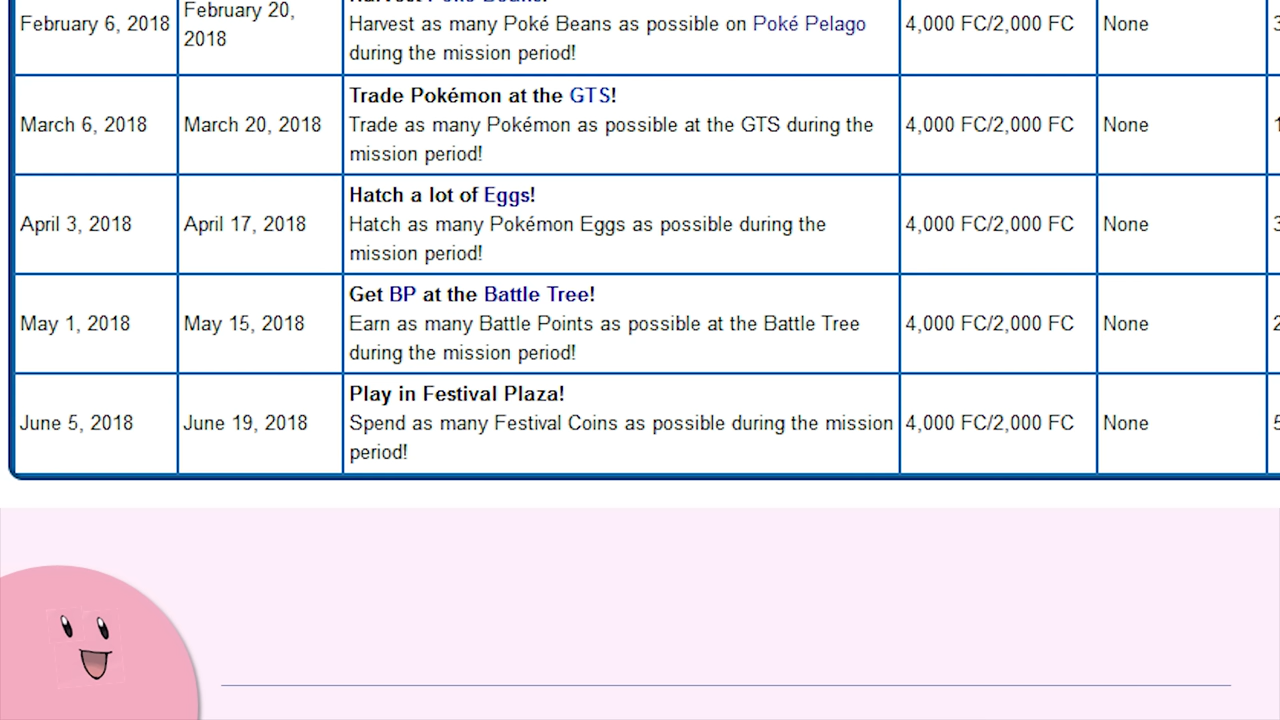 February 6, 2018
February 20,
2018
Harvest as many Poké Beans as possible on Poké Pelago
during the mission period!
4,000 FC/2,000 FC
None
March 6, 2018
March 20, 2018
Trade Pokémon at the GTS!
Trade as many Pokémon as possible at the GTS during the
mission period!
4,000 FC/2,000 FC
None
April 3, 2018
April 17, 2018
Hatch a lot of Eggs!
Hatch as many Pokémon Eggs as possible during the
mission period!
4,000 FC/2,000 FC
None
May 1, 2018
May 15, 2018
Get BP at the Battle Tree!
Earn as many Battle Points as possible at the Battle Tree
during the mission period!
4,000 FC/2,000 FC
None
June 5, 2018
June 19, 2018
Play in Festival Plaza!
Spend as many Festival Coins as possible during the mission
period!
4,000 FC/2,000 FC
None